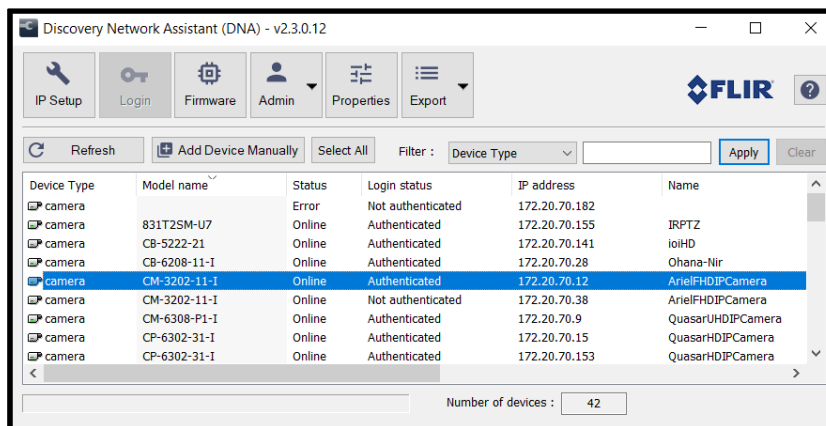 Discovery Network Assistant (DNA) - v2.3.0.12
IP Setup Login Firmware Admin Properties Export FLIR ?
Refresh Add Device Manually Select All Filter : Device Type Apply Clear
Device Type Model name Status Login status IP address Name
camera Error Not authenticated 172.20.70.182
camera 831T2SM-U7 Online Authenticated 172.20.70.155 IRPTZ
camera CB-5222-21 Online Authenticated 172.20.70.141 ioiHD
camera CB-6208-11-I Online Authenticated 172.20.70.28 Ohana-Nir
camera CM-3202-11-I Online Authenticated 172.20.70.12 ArielFHDIPCamera
camera CM-3202-11-I Online Not authenticated 172.20.70.38 ArielFHDIPCamera
camera CM-6308-P1-I Online Authenticated 172.20.70.9 QuasarUHDIPCamera
camera CP-6302-31-I Online Authenticated 172.20.70.15 QuasarHDIPCamera
camera CP-6302-31-I Online Authenticated 172.20.70.153 QuasarHDIPCamera
Number of devices : 42